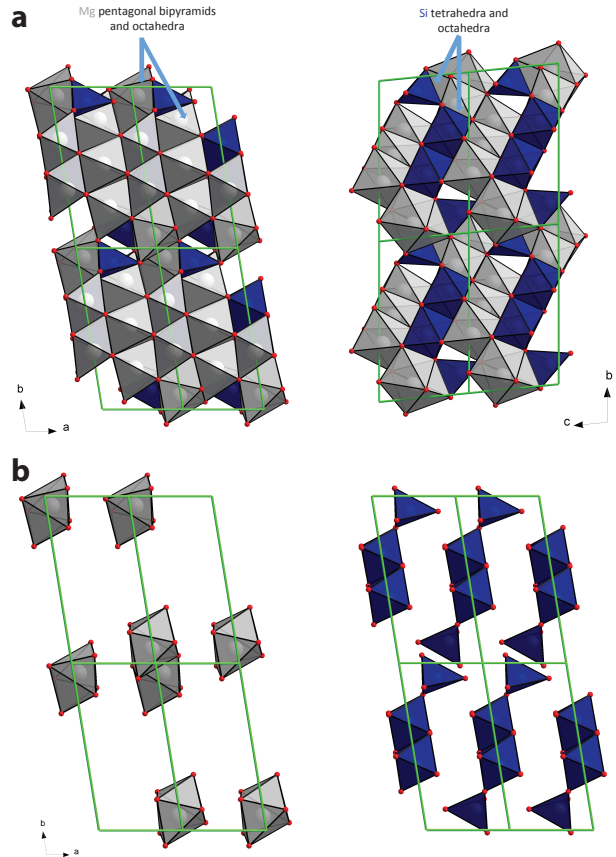 a
Mg pentagonal bipyramids
and octahedra
Si tetrahedra and
octahedra
b
a
b
c
b
b
a